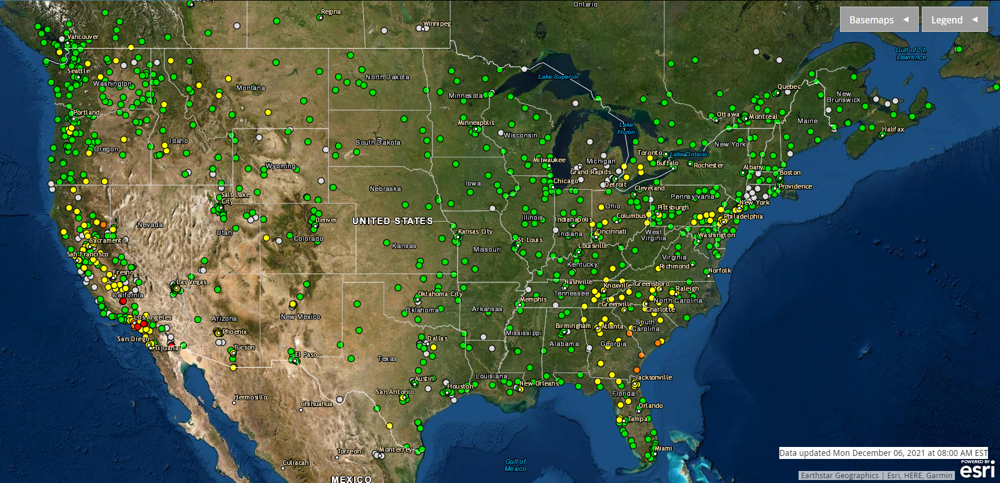 Calgary
Ontario
Regina
Winnipeg
Basemaps
Legend
Vancouver
Gulf of St.
Lawrence
Seattle
Washington
Montana
North Dakota
Lake Superior
Minnesota
Quebec
New
Brunswick
Portland
Ottawa
Montreal
Maine
Minneapolis
Lake
Huron
Halifax
Wisconsin
Oregon
Idaho
South Dakota
New York
Toronto
Lake Ontario
Milwaukee
Michigan
Buffalo
Rochester
Wyoming
Grand Rapids
Albany
Boston
Iowa
Chicago
Detroit
Cleveland
Providence
Nebraska
Salt Lake
City
Pennsylvania
New York
Ohio
Pittsburgh
UNITED STATES
Denver
Illinois
Indianapolis
Columbus
Philadelphia
Nevada
Utah
Colorado
Kansas City
Indiana
Cincinnati
West
Virginia
Washington
Sacramento
Kansas
Missouri
St Louis
Louisville
San Francisco
Kentucky
Virginia
Richmond
Fresno
Norfolk
Las Vegas
Nashville
Knoxville
Greensboro
California
Oklahoma City
Tennessee
Raleigh
Memphis
Greenville
North Carolina
Los Angeles
Arizona
New Mexico
Oklahoma
Arkansas
Charlotte
Phoenix
Mississippi
Birmingham
Atlanta
South
Carolina
San Diego
Dallas
Alabama
Georgia
Tijuana
Tucson
El Paso
Texas
Louisiana
Jacksonville
Austin
New Orleans
Houston
San Antonio
Florida
Hermosillo
Chihuahua
Orlando
Tampa
Torreón
Monterrey
Miami
Culiacan
Gulf of
Mexico
MÉXICO
Data updated Mon December 06, 2021 at 08:00 AM EST
POWERED BY
esri
Earthstar Geographics | Esri, HERE, Garmin